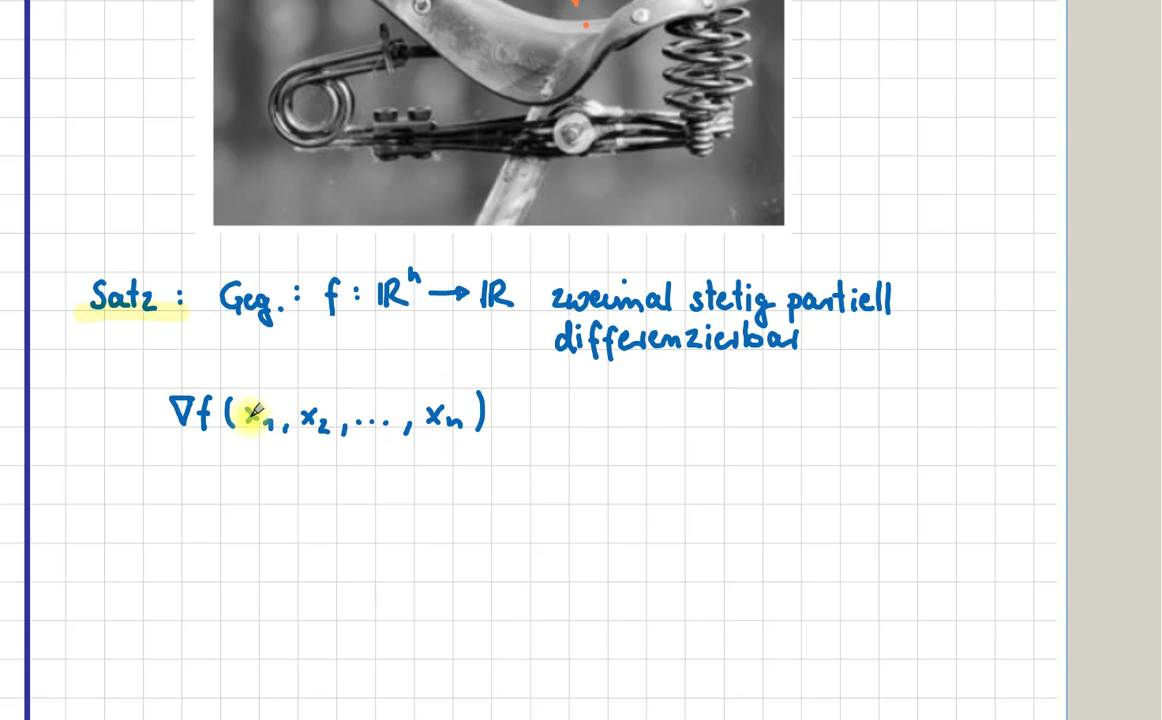 Satz : Geg. : f : ℝⁿ → ℝ zweimal stetig partiell
differenzierbar
∇f ( x₁ , x₂ , ... , xₙ )